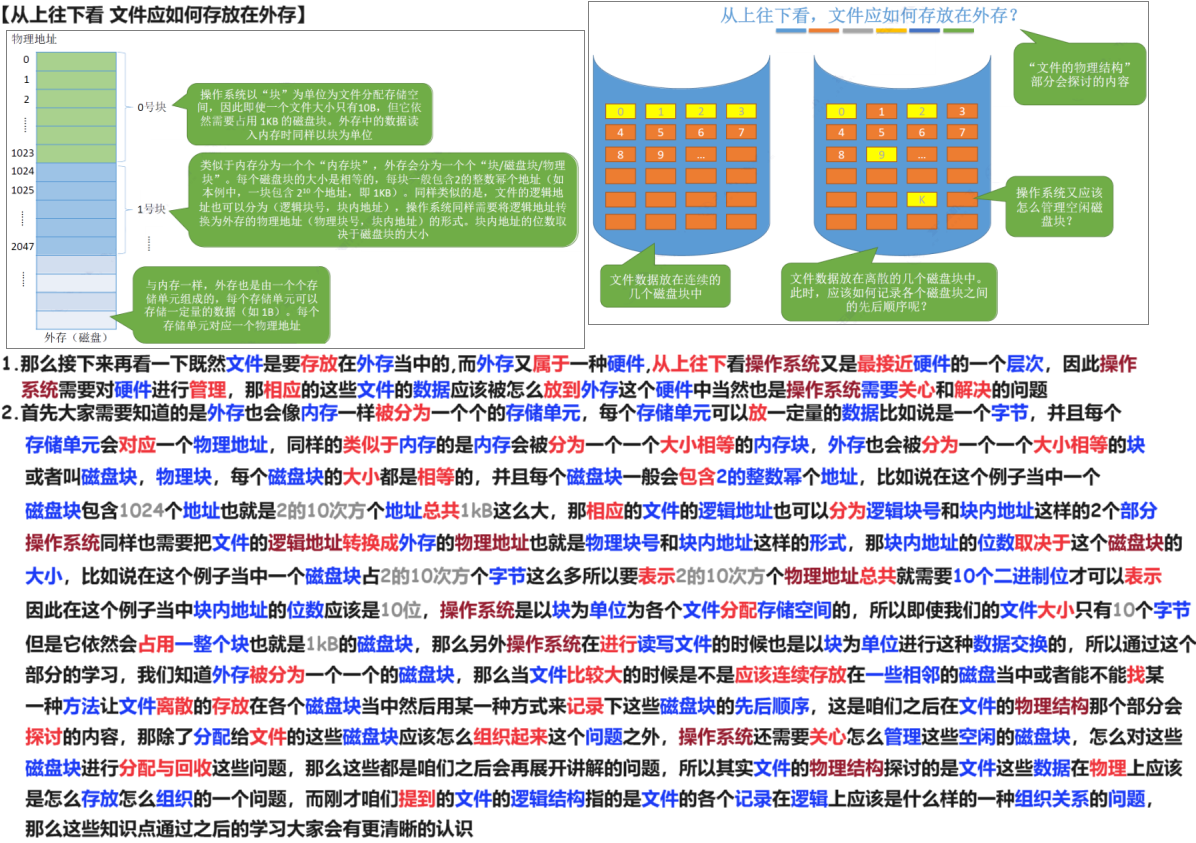 【从上往下看 文件应如何存放在外存】
物理地址
0
1
2
1023
1024
1025
2047
0号块
1号块
外存（磁盘）
操作系统以“块”为单位为文件分配存储空
间，因此即使一个文件大小只有10B，但它依
然需要占用 1KB 的磁盘块。外存中的数据读
入内存时同样以块为单位
类似于内存分为一个个“内存块”，外存会分为一个个“块/磁盘块/物理
块”。每个磁盘块的大小是相等的，每块一般包含2的整数幂个地址（如
本例中，一块包含 2¹⁰ 个地址，即 1KB）。同样类似的是，文件的逻辑地
址也可以分为（逻辑块号，块内地址），操作系统同样需要将逻辑地址转
换为外存的物理地址（物理块号，块内地址）的形式。块内地址的位数取
决于磁盘块的大小
与内存一样，外存也是由一个个存
储单元组成的，每个存储单元可以
存储一定量的数据（如 1B）。每个
存储单元对应一个物理地址
从上往下看，文件应如何存放在外存？
“文件的物理结构”
部分会探讨的内容
0 1 2 3
4 5 6 7
8 9 ...
0 1 2 3
4 5 6 7
8 9 ...
K
操作系统又应该
怎么管理空闲磁
盘块？
文件数据放在连续的
几个磁盘块中
文件数据放在离散的几个磁盘块中。
此时，应该如何记录各个磁盘块之间
的先后顺序呢？
1.那么接下来再看一下既然文件是要存放在外存当中的,而外存又属于一种硬件,从上往下看操作系统又是最接近硬件的一个层次，因此操作
系统需要对硬件进行管理，那相应的这些文件的数据应该被怎么放到外存这个硬件中当然也是操作系统需要关心和解决的问题
2.首先大家需要知道的是外存也会像内存一样被分为一个个的存储单元，每个存储单元可以放一定量的数据比如说是一个字节，并且每个
存储单元会对应一个物理地址，同样的类似于内存的是内存会被分为一个一个大小相等的内存块，外存也会被分为一个一个大小相等的块
或者叫磁盘块，物理块，每个磁盘块的大小都是相等的，并且每个磁盘块一般会包含2的整数幂个地址，比如说在这个例子当中一个
磁盘块包含1024个地址也就是2的10次方个地址总共1kB这么大，那相应的文件的逻辑地址也可以分为逻辑块号和块内地址这样的2个部分
操作系统同样也需要把文件的逻辑地址转换成外存的物理地址也就是物理块号和块内地址这样的形式，那块内地址的位数取决于这个磁盘块的
大小，比如说在这个例子当中一个磁盘块占2的10次方个字节这么多所以要表示2的10次方个物理地址总共就需要10个二进制位才可以表示
因此在这个例子当中块内地址的位数应该是10位，操作系统是以块为单位为各个文件分配存储空间的，所以即使我们的文件大小只有10个字节
但是它依然会占用一整个块也就是1kB的磁盘块，那么另外操作系统在进行读写文件的时候也是以块为单位进行这种数据交换的，所以通过这个
部分的学习，我们知道外存被分为一个一个的磁盘块，那么当文件比较大的时候是不是应该连续存放在一些相邻的磁盘当中或者能不能找某
一种方法让文件离散的存放在各个磁盘块当中然后用某一种方式来记录下这些磁盘块的先后顺序，这是咱们之后在文件的物理结构那个部分会
探讨的内容，那除了分配给文件的这些磁盘块应该怎么组织起来这个问题之外，操作系统还需要关心怎么管理这些空闲的磁盘块，怎么对这些
磁盘块进行分配与回收这些问题，那么这些都是咱们之后会再展开讲解的问题，所以其实文件的物理结构探讨的是文件这些数据在物理上应该
是怎么存放怎么组织的一个问题，而刚才咱们提到的文件的逻辑结构指的是文件的各个记录在逻辑上应该是什么样的一种组织关系的问题，
那么这些知识点通过之后的学习大家会有更清晰的认识